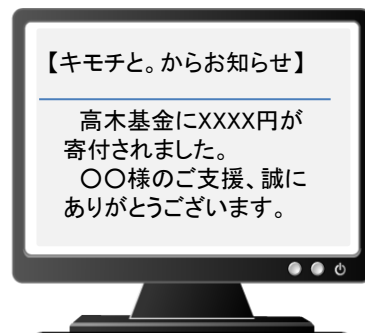 【キモチと。からお知らせ】
　高木基金にXXXX円が
寄付されました。
　〇〇様のご支援、誠に
ありがとうございます。